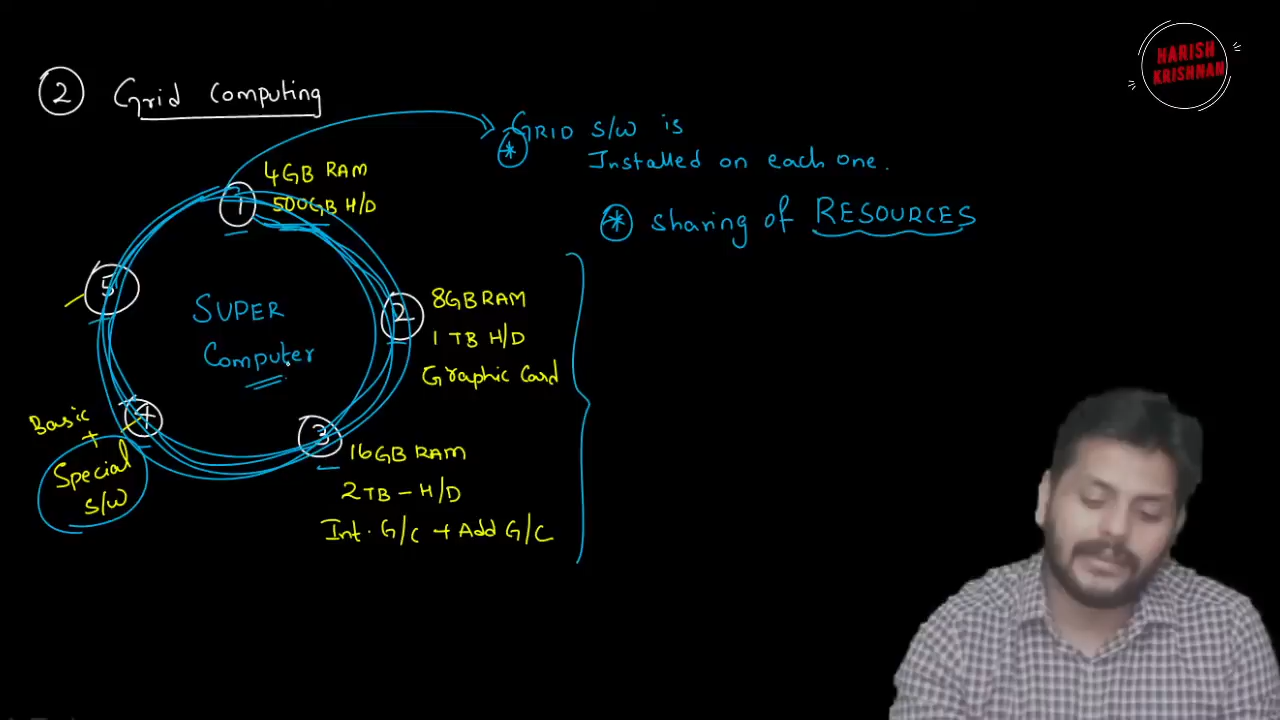 2 Grid Computing
HARISH
KRISHNAN
* GRID S/W is
Installed on each one.
* Sharing of RESOURCES
1
4GB RAM
500GB H/D
2
8GB RAM
1 TB H/D
Graphic Card
3
16GB RAM
2TB - H/D
Int. G/C + Add G/C
4
Basic
+
Special
S/W
5
SUPER
Computer